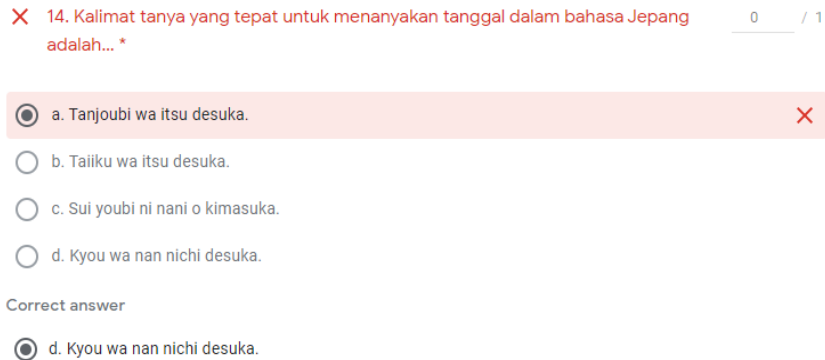 14. Kalimat tanya yang tepat untuk menanyakan tanggal dalam bahasa Jepang 0 / 1
adalah... *
a. Tanjoubi wa itsu desuka.
b. Taiiku wa itsu desuka.
c. Sui youbi ni nani o kimasuka.
d. Kyou wa nan nichi desuka.
Correct answer
d. Kyou wa nan nichi desuka.